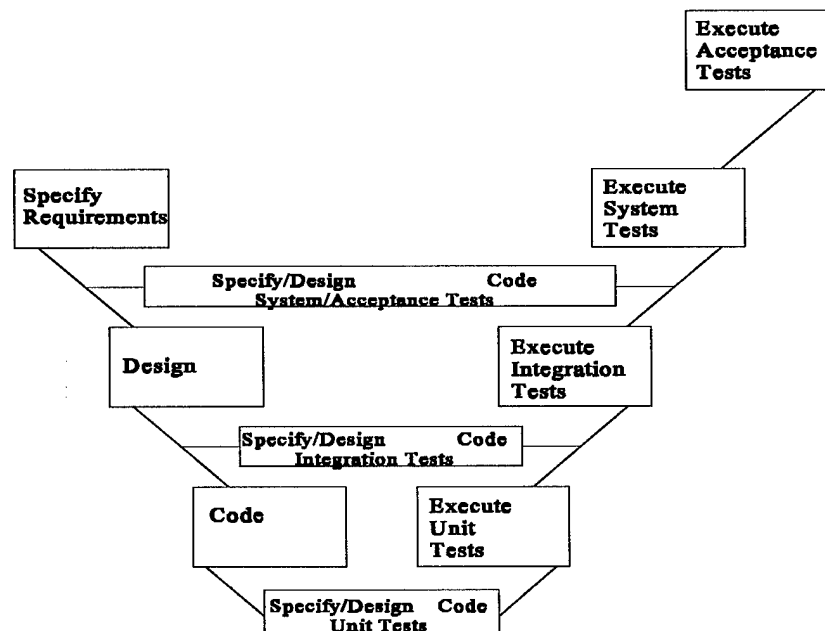 Execute
Acceptance
Tests
Specify
Requirements
Execute
System
Tests
Specify/Design Code
System/Acceptance Tests
Design
Execute
Integration
Tests
Specify/Design Code
Integration Tests
Code
Execute
Unit
Tests
Specify/Design Code
Unit Tests